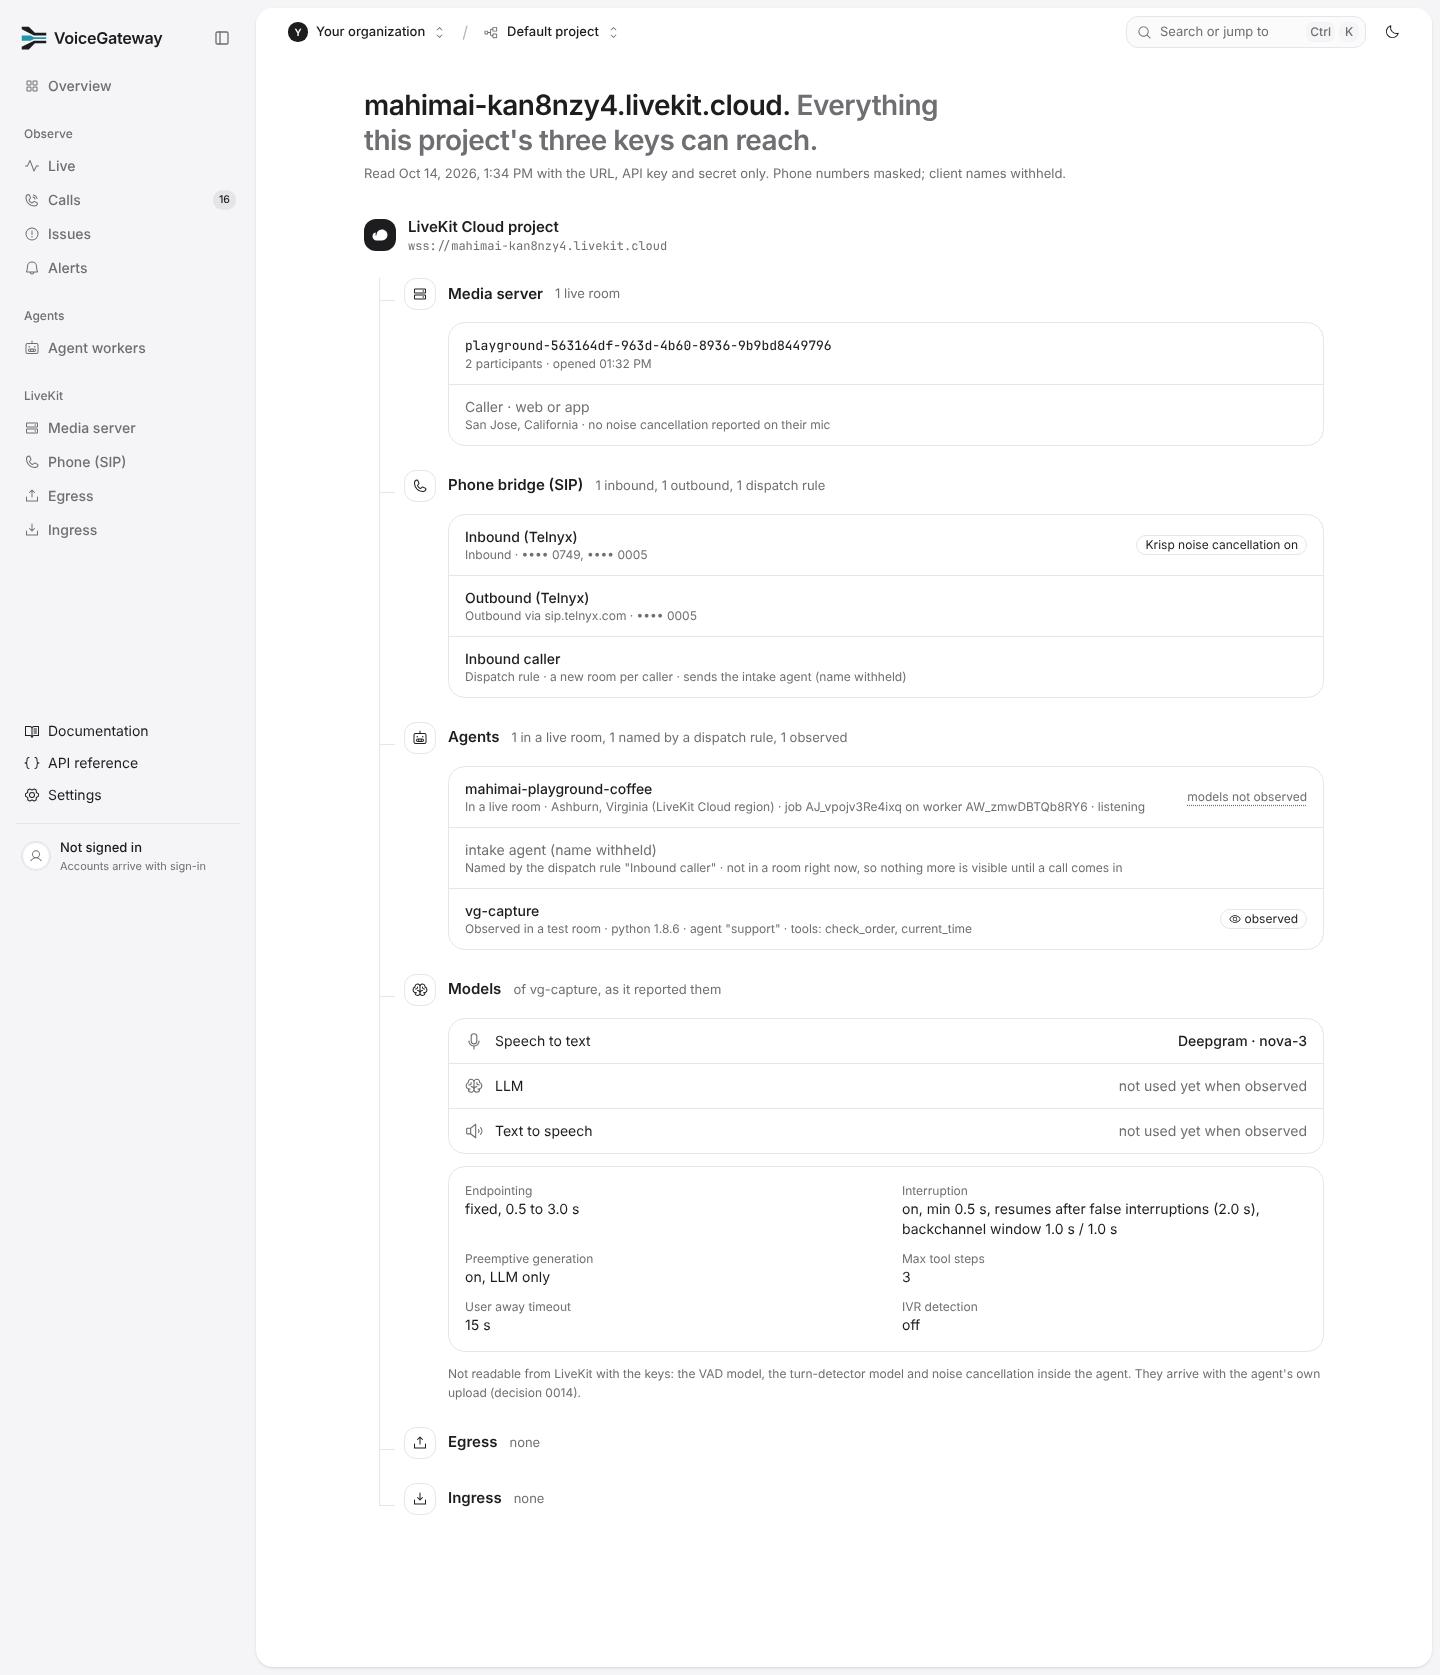 VoiceGateway
Overview
Observe
Live
Calls 16
Issues
Alerts
Agents
Agent workers
LiveKit
Media server
Phone (SIP)
Egress
Ingress
Documentation
API reference
Settings
Not signed in
Accounts arrive with sign-in
Y Your organization / Default project
Search or jump to Ctrl K
mahimai-kan8nzy4.livekit.cloud. Everything
this project's three keys can reach.
Read Oct 14, 2026, 1:34 PM with the URL, API key and secret only. Phone numbers masked; client names withheld.
LiveKit Cloud project
wss://mahimai-kan8nzy4.livekit.cloud
Media server 1 live room
playground-563164df-963d-4b60-8936-9b9bd8449796
2 participants · opened 01:32 PM
Caller · web or app
San Jose, California · no noise cancellation reported on their mic
Phone bridge (SIP) 1 inbound, 1 outbound, 1 dispatch rule
Inbound (Telnyx)
Inbound · •••• 0749, •••• 0005
Krisp noise cancellation on
Outbound (Telnyx)
Outbound via sip.telnyx.com · •••• 0005
Inbound caller
Dispatch rule · a new room per caller · sends the intake agent (name withheld)
Agents 1 in a live room, 1 named by a dispatch rule, 1 observed
mahimai-playground-coffee
In a live room · Ashburn, Virginia (LiveKit Cloud region) · job AJ_vpojv3Re4ixq on worker AW_zmwDBTQb8RY6 · listening
models not observed
intake agent (name withheld)
Named by the dispatch rule "Inbound caller" · not in a room right now, so nothing more is visible until a call comes in
vg-capture
Observed in a test room · python 1.8.6 · agent "support" · tools: check_order, current_time
observed
Models of vg-capture, as it reported them
Speech to text Deepgram · nova-3
LLM not used yet when observed
Text to speech not used yet when observed
Endpointing
fixed, 0.5 to 3.0 s
Interruption
on, min 0.5 s, resumes after false interruptions (2.0 s),
backchannel window 1.0 s / 1.0 s
Preemptive generation
on, LLM only
Max tool steps
3
User away timeout
15 s
IVR detection
off
Not readable from LiveKit with the keys: the VAD model, the turn-detector model and noise cancellation inside the agent. They arrive with the agent's own
upload (decision 0014).
Egress none
Ingress none